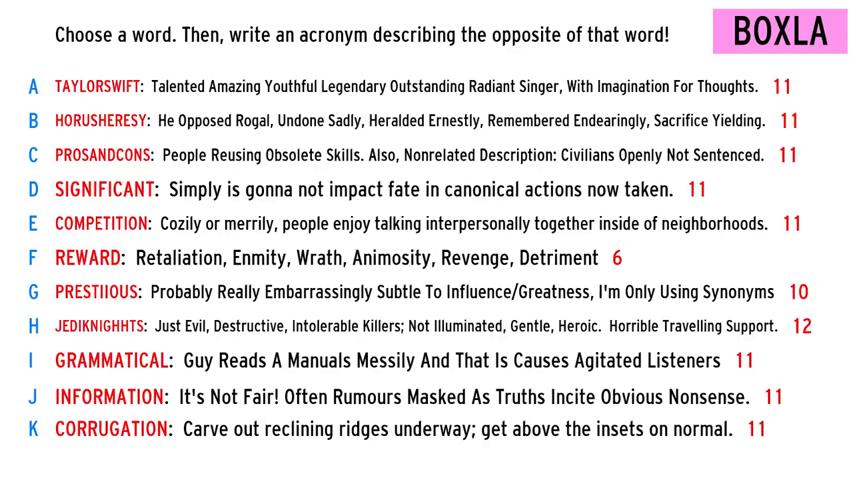 Choose a word. Then, write an acronym describing the opposite of that word!
BOXLA
A TAYLORSWIFT: Talented Amazing Youthful Legendary Outstanding Radiant Singer, With Imagination For Thoughts. 11
B HORUSHERESY: He Opposed Rogal, Undone Sadly, Heralded Ernestly, Remembered Endearingly, Sacrifice Yielding. 11
C PROSANDCONS: People Reusing Obsolete Skills. Also, Nonrelated Description: Civilians Openly Not Sentenced. 11
D SIGNIFICANT: Simply is gonna not impact fate in canonical actions now taken. 11
E COMPETITION: Cozily or merrily, people enjoy talking interpersonally together inside of neighborhoods. 11
F REWARD: Retaliation, Enmity, Wrath, Animosity, Revenge, Detriment 6
G PRESTIIOUS: Probably Really Embarrassingly Subtle To Influence/Greatness, I'm Only Using Synonyms 10
H JEDIKNIGHHTS: Just Evil, Destructive, Intolerable Killers; Not Illuminated, Gentle, Heroic. Horrible Travelling Support. 12
I GRAMMATICAL: Guy Reads A Manuals Messily And That Is Causes Agitated Listeners 11
J INFORMATION: It's Not Fair! Often Rumours Masked As Truths Incite Obvious Nonsense. 11
K CORRUGATION: Carve out reclining ridges underway; get above the insets on normal. 11